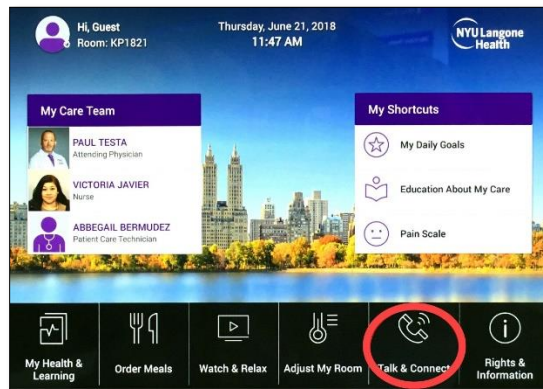 Hi, Guest
Room: KP1821
Thursday, June 21, 2018
11:47 AM
NYU Langone
Health
My Care Team
PAUL TESTA
Attending Physician
VICTORIA JAVIER
Nurse
ABBEGAIL BERMUDEZ
Patient Care Technician
My Shortcuts
My Daily Goals
Education About My Care
Pain Scale
My Health &
Learning
Order Meals
Watch & Relax
Adjust My Room
Talk & Connect
Rights &
Information